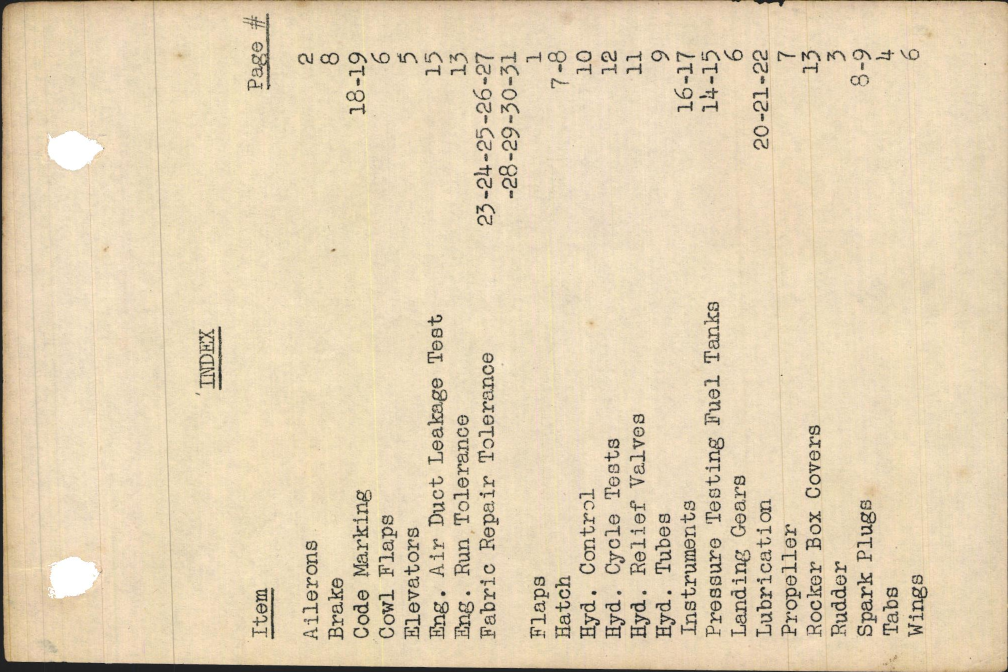 INDEX
Item Page #
Ailerons 2
Brake 8
Code Marking 18-19
Cowl Flaps 6
Elevators 5
Eng. Air Duct Leakage Test 15
Eng. Run Tolerance 13
Fabric Repair Tolerance 23-24-25-26-27
-28-29-30-31
Flaps 1
Hatch 7-8
Hyd. Control 10
Hyd. Cycle Tests 12
Hyd. Relief Valves 11
Hyd. Tubes 9
Instruments 16-17
Pressure Testing Fuel Tanks 14-15
Landing Gears 6
Lubrication 20-21-22
Propeller 7
Rocker Box Covers 13
Rudder 3
Spark Plugs 8-9
Tabs 4
Wings 6